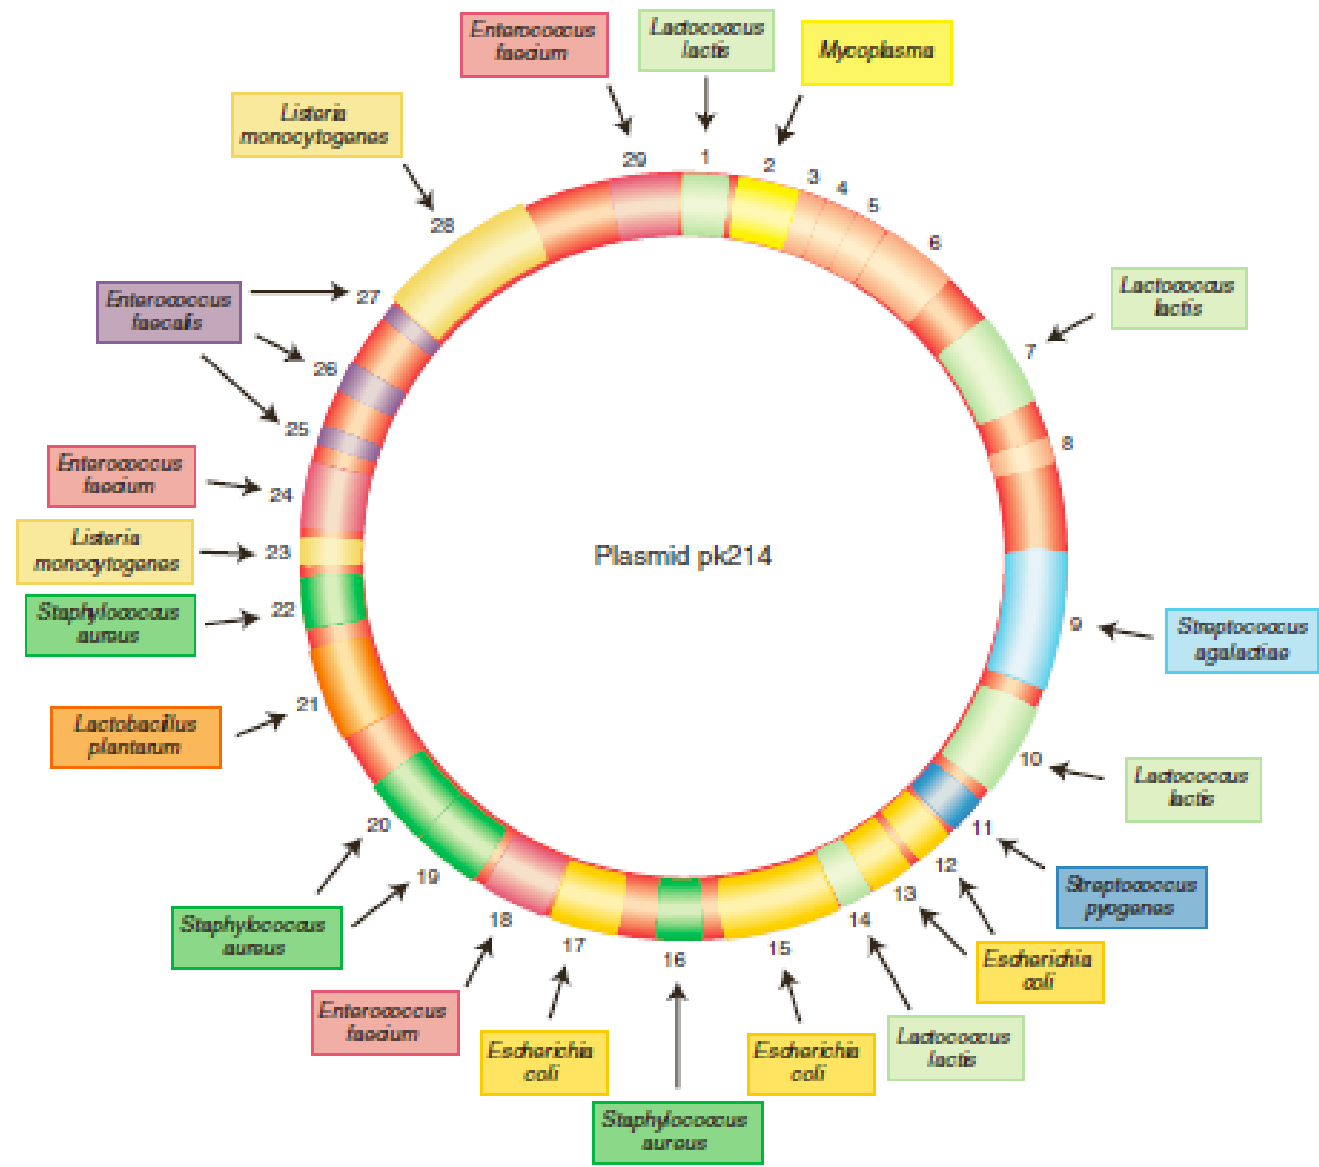 Enterococcus
faecium
Lactococcus
lactis
Mycoplasma
Listeria
monocytogenes
29
1
2
3
4
5
6
28
27
Enterococcus
faecalis
Lactococcus
lactis
7
26
25
8
Enterococcus
faecium
24
Listeria
monocytogenes
23
Plasmid pk214
Staphylococcus
aureus
22
9
Streptococcus
agalactiae
21
Lactobacillus
plantarum
10
Lactococcus
lactis
20
11
19
12
Streptococcus
pyogenes
13
18
14
Staphylococcus
aureus
17
16
15
Escherichia
coli
Enterococcus
faecium
Escherichia
coli
Escherichia
coli
Lactococcus
lactis
Staphylococcus
aureus